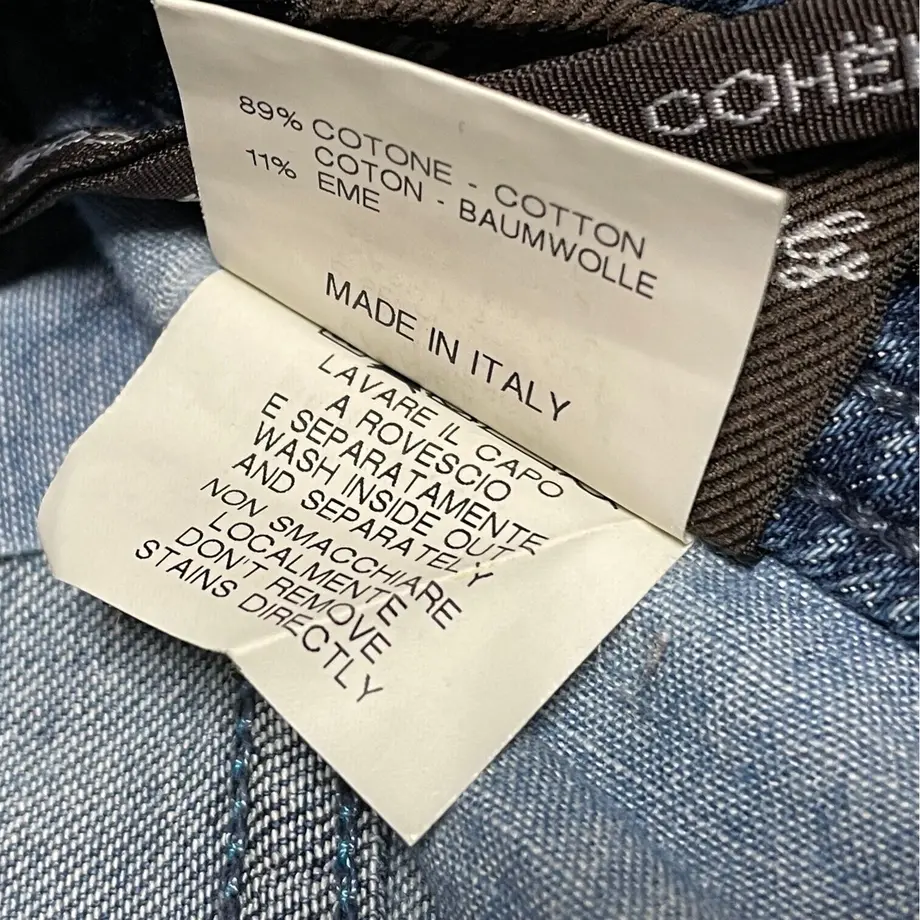 89% COTONE - COTTON
COTON - BAUMWOLLE
11% EME
MADE IN ITALY
LAVARE IL CAPO
A ROVESCIO
E SEPARATAMENTE
WASH INSIDE OUT
AND SEPARATELY
NON SMACCHIARE
LOCALMENTE
DON'T REMOVE
STAINS DIRECTLY